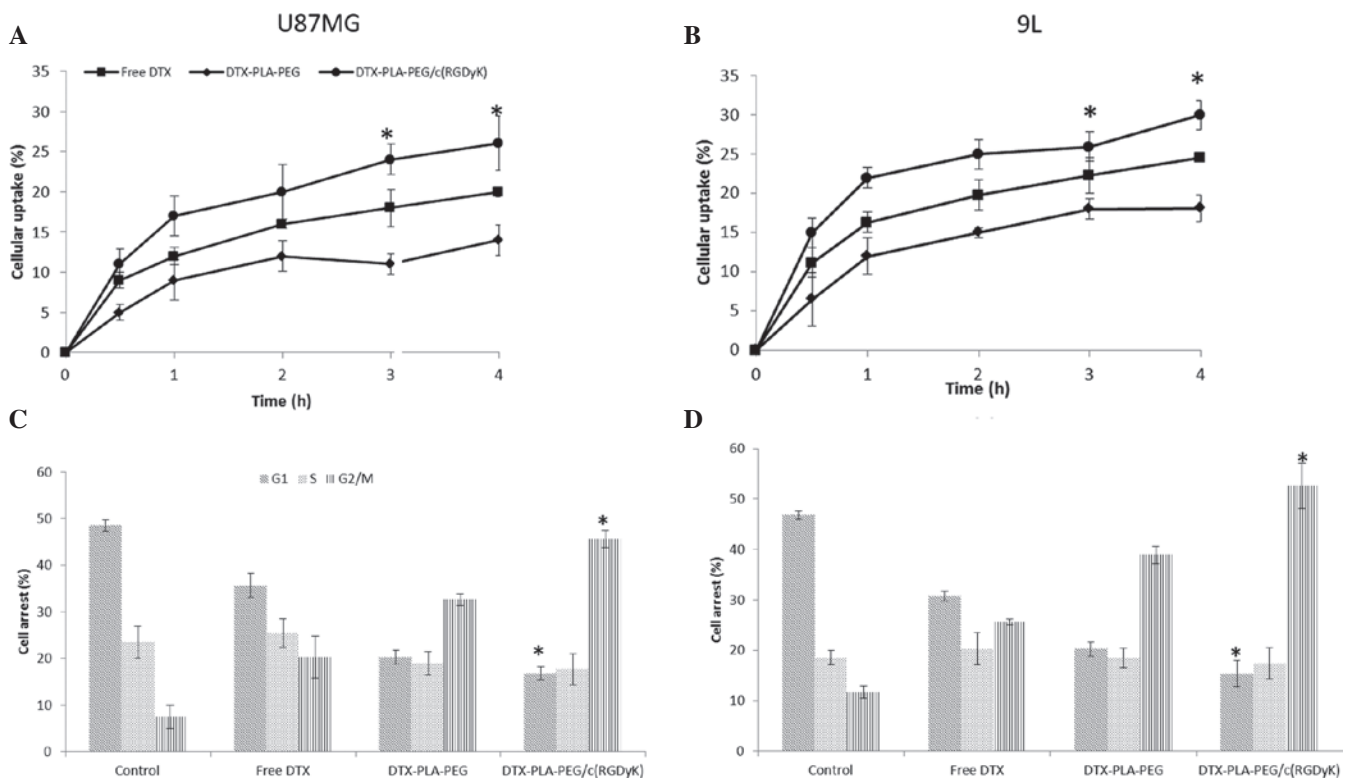 U87MG
A
Free DTX DTX-PLA-PEG DTX-PLA-PEG/c(RGDyK)
35
30
25
20
15
10
5
0
Cellular uptake (%)
* *
0 1 2 3 4
Time (h)
9L
B
35
30
25
20
15
10
5
0
Cellular uptake (%)
* *
0 1 2 3 4
Time (h)
C
60
50
40
30
20
10
0
Cell arrest (%)
G1 S G2/M
* *
Control Free DTX DTX-PLA-PEG DTX-PLA-PEG/c(RGDyK)
D
60
50
40
30
20
10
0
Cell arrest (%)
* *
Control Free DTX DTX-PLA-PEG DTX-PLA-PEG/c(RGDyK)